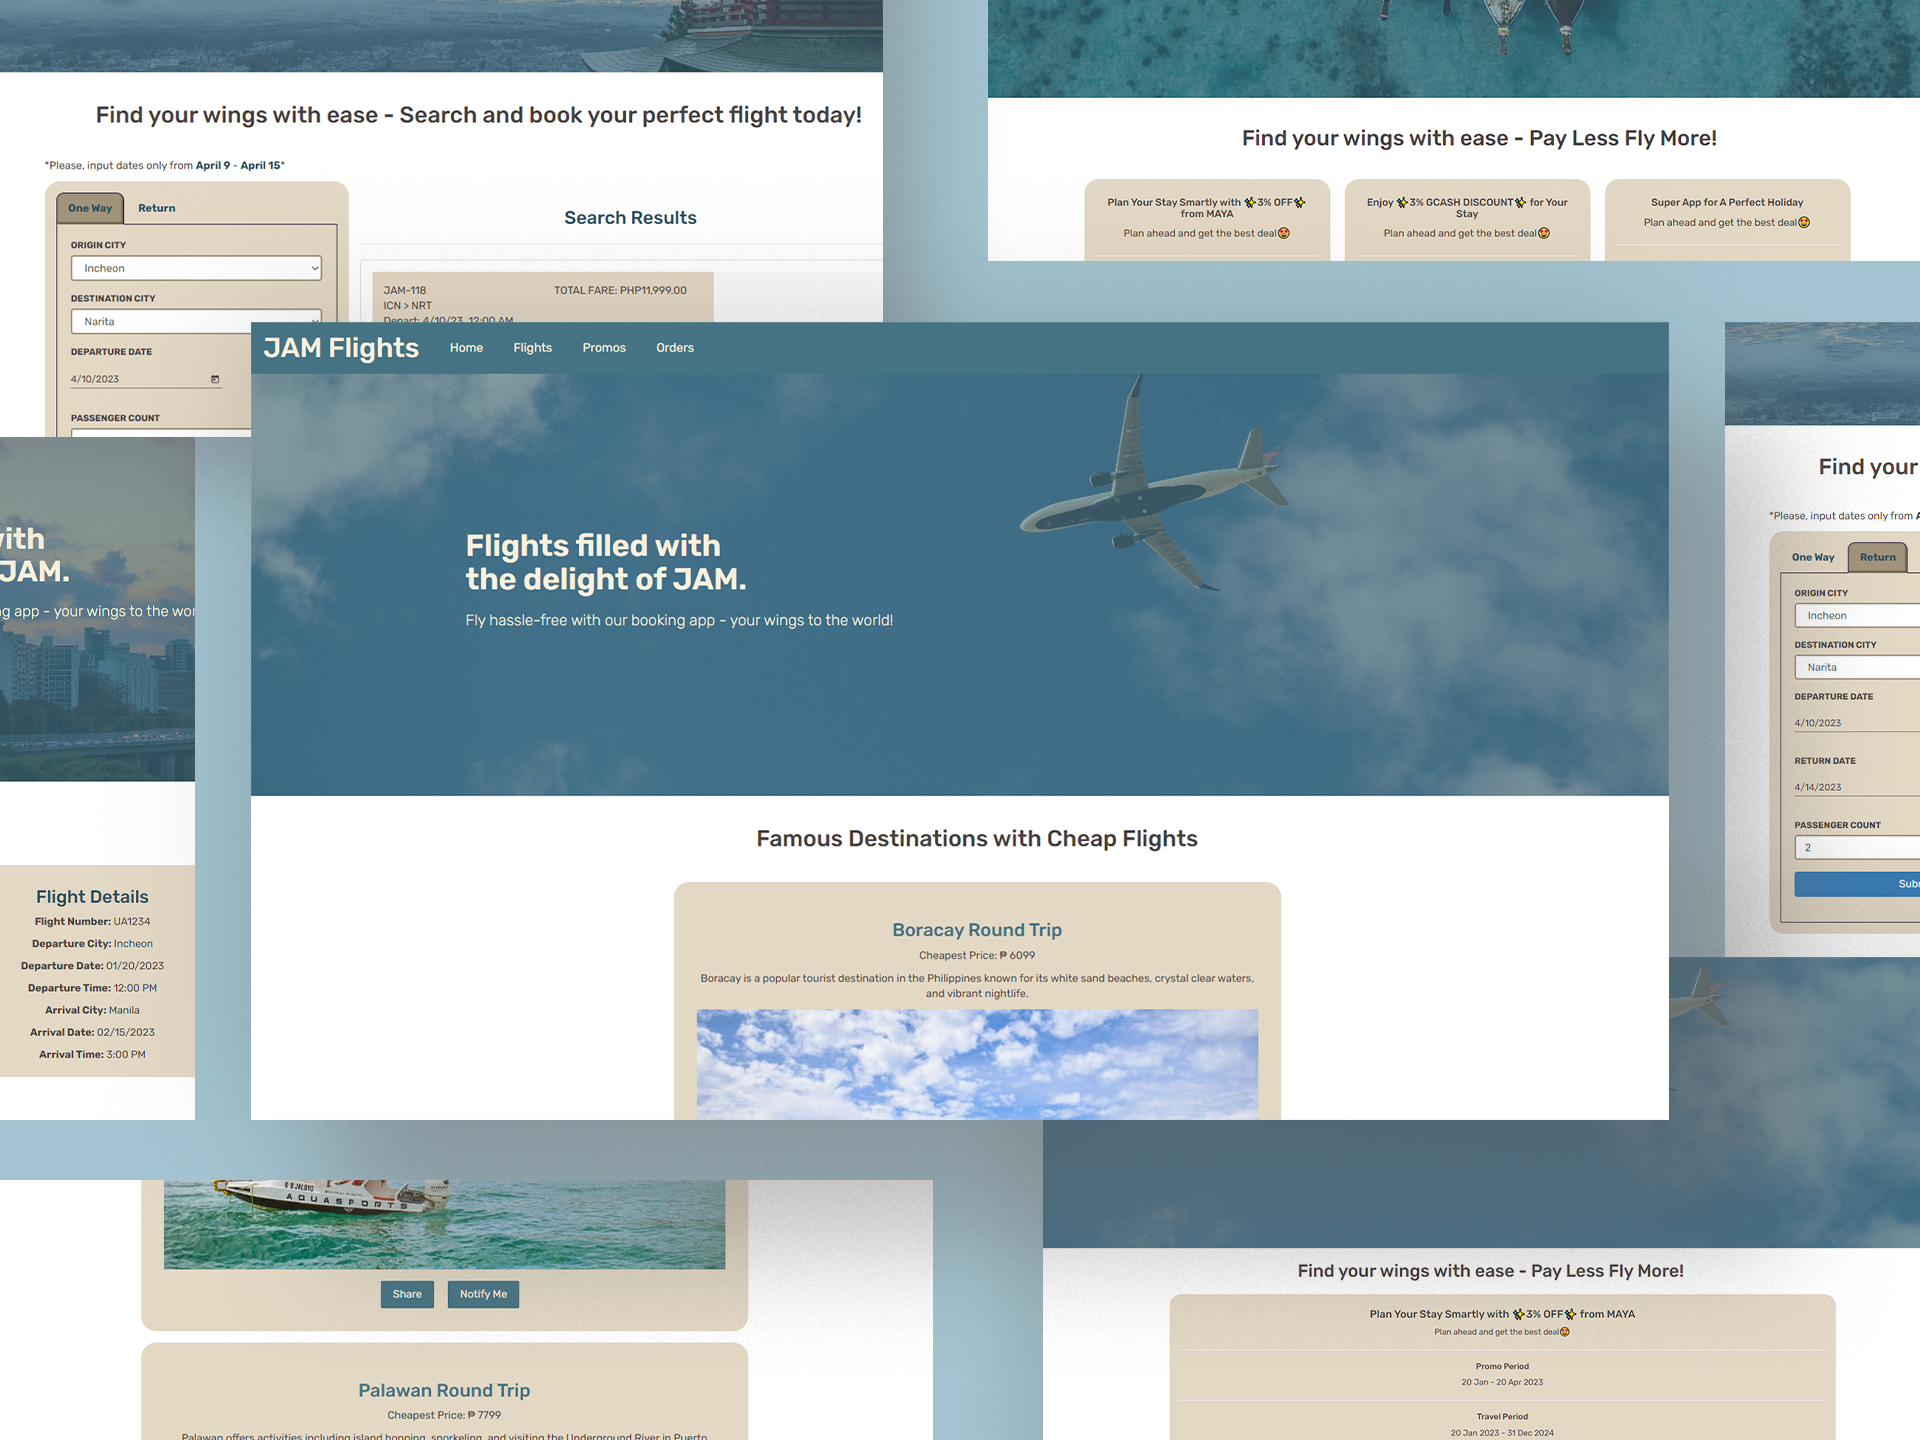 Find your wings with ease - Search and book your perfect flight today!
*Please, input dates only from April 9 - April 15*
One Way
Return
ORIGIN CITY
Incheon
DESTINATION CITY
Narita
DEPARTURE DATE
4/10/2023
PASSENGER COUNT
Search Results
JAM-118
TOTAL FARE: PHP11,999.00
ICN > NRT
Depart: 4/10/23, 12:00 AM
Find your wings with ease - Pay Less Fly More!
Plan Your Stay Smartly with ✨3% OFF✨
from MAYA
Plan ahead and get the best deal😍
Enjoy ✨3% GCASH DISCOUNT✨ for Your
Stay
Plan ahead and get the best deal😍
Super App for A Perfect Holiday
Plan ahead and get the best deal😍
JAM Flights
Home
Flights
Promos
Orders
Flights filled with
the delight of JAM.
Fly hassle-free with our booking app - your wings to the world!
Famous Destinations with Cheap Flights
Boracay Round Trip
Cheapest Price: ₱ 6099
Boracay is a popular tourist destination in the Philippines known for its white sand beaches, crystal clear waters,
and vibrant nightlife.
ith
JAM.
g app - your wings to the wor
Flight Details
Flight Number: UA1234
Departure City: Incheon
Departure Date: 01/20/2023
Departure Time: 12:00 PM
Arrival City: Manila
Arrival Date: 02/15/2023
Arrival Time: 3:00 PM
Find your
*Please, input dates only from A
One Way
Return
ORIGIN CITY
Incheon
DESTINATION CITY
Narita
DEPARTURE DATE
4/10/2023
RETURN DATE
4/14/2023
PASSENGER COUNT
2
Sub
AQUASPORTS
Share
Notify Me
Palawan Round Trip
Cheapest Price: ₱ 7799
Palawan offers activities including island hopping, snorkeling, and visiting the Underground River in Puerto
Find your wings with ease - Pay Less Fly More!
Plan Your Stay Smartly with ✨3% OFF✨ from MAYA
Plan ahead and get the best deal😍
Promo Period
20 Jan - 20 Apr 2023
Travel Period
20 Jan 2023 - 31 Dec 2024